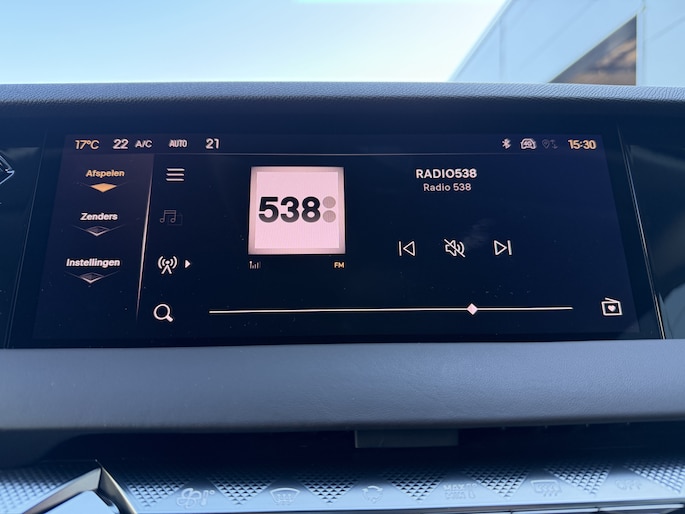 17°C 22 A/C AUTO 21 15:30
Afspelen
Zenders
Instellingen
538
FM
RADIO538
Radio 538